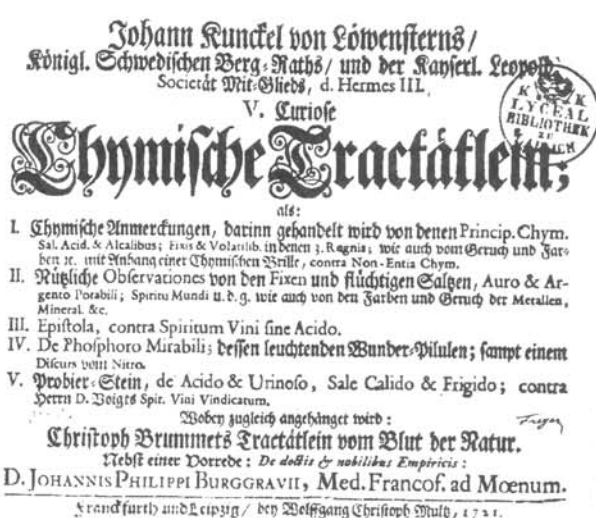 Johann Kunckel von Löwensterns/
Königl. Schwedischen Berg-Raths/ und der Kayserl. Leopold.
Societät Mit-Glieds, d. Hermes III.
V. Curiose
Chymische Tractätlein;
als:
I. Chymische Anmerckungen, darinn gehandelt wird von denen Princip. Chym.
Sal. Acid. & Alcalibus; Fixis & Volatilib. in denen 3. Regnis; wie auch vom Geruch und Far-
ben ꝛc. mit Anhang einer Chymischen Brille, contra Non-Entia Chym.
II. Nützliche Observationes von den Fixen und flüchtigen Saltzen, Auro & Ar-
gento Potabili; Spiritu Mundi u. d. g. wie auch von den Farben und Geruch der Metallen,
Mineral. &c.
III. Epistola, contra Spiritum Vini sine Acido.
IV. De Phosphoro Mirabili; dessen leuchtenden Wunder-Pilulen; sampt einem
Discurs vom Nitro.
V. Probier-Stein, de Acido & Urinoso, Sale Calido & Frigido; contra
Herrn D. Voigts Spit. Vini Vindicatum.
Wobey zugleich angehänget wird:
Christoph Brummets Tractätlein vom Blut der Natur.
Nebst einer Vorrede: De doctis & nobilibus Empiricis:
D. JOHANNIS PHILIPPI BURGGRAVII, Med. Francof. ad Mœnum.
Franckfurth und Leipzig/ bey Wolffgang Christoph Multz, 1721.
K K
LYCEAL
BIBLIOTHEK
ZU